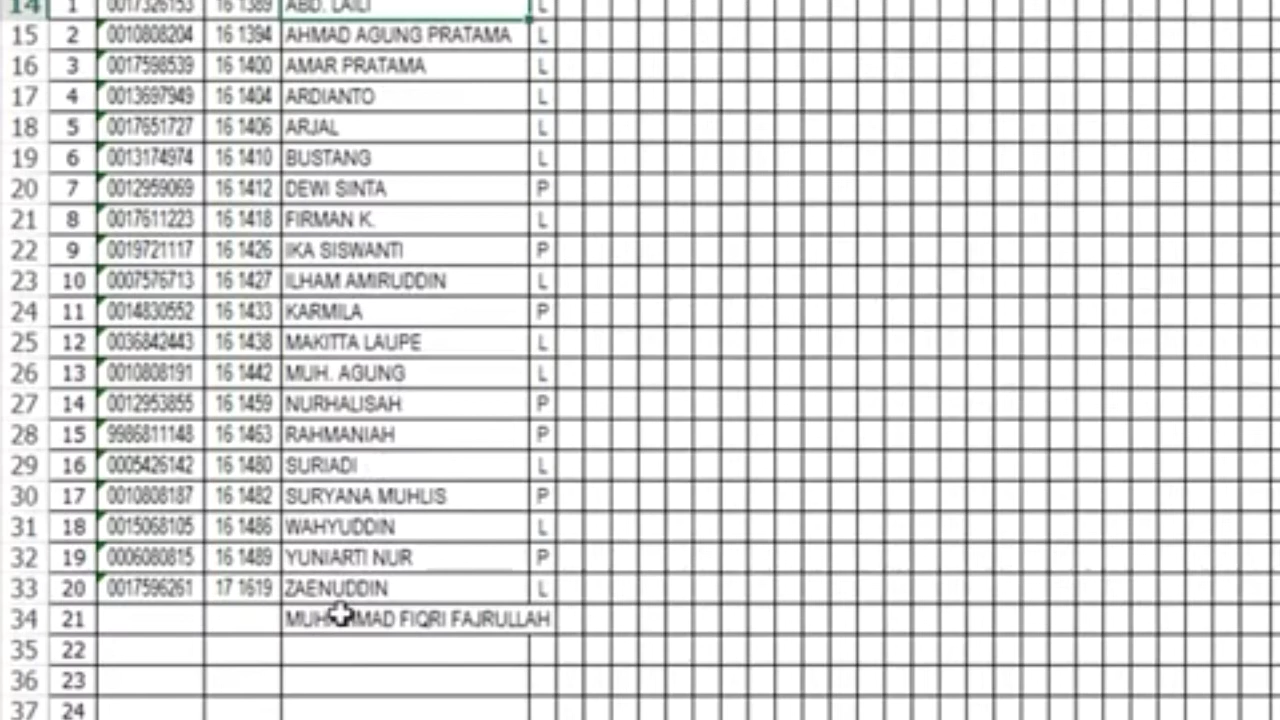 14 1 0017326153 16 1389 ABD. LAILI L
15 2 0010808204 16 1394 AHMAD AGUNG PRATAMA L
16 3 0017598539 16 1400 AMAR PRATAMA L
17 4 0013697949 16 1404 ARDIANTO L
18 5 0017651727 16 1406 ARJAL L
19 6 0013174974 16 1410 BUSTANG L
20 7 0012959069 16 1412 DEWI SINTA P
21 8 0017611223 16 1418 FIRMAN K. L
22 9 0019721117 16 1426 IKA SISWANTI P
23 10 0007576713 16 1427 ILHAM AMIRUDDIN L
24 11 0014830552 16 1433 KARMILA P
25 12 0036842443 16 1438 MAKITTA LAUPE L
26 13 0010808191 16 1442 MUH. AGUNG L
27 14 0012953855 16 1459 NURHALISAH P
28 15 9986811148 16 1463 RAHMANIAH P
29 16 0005426142 16 1480 SURIADI L
30 17 0010808187 16 1482 SURYANA MUHLIS P
31 18 0015068105 16 1486 WAHYUDDIN L
32 19 0006080815 16 1489 YUNIARTI NUR P
33 20 0017596261 17 1619 ZAENUDDIN L
34 21 MUHAMMAD FIQRI FAJRULLAH
35 22
36 23
37 24